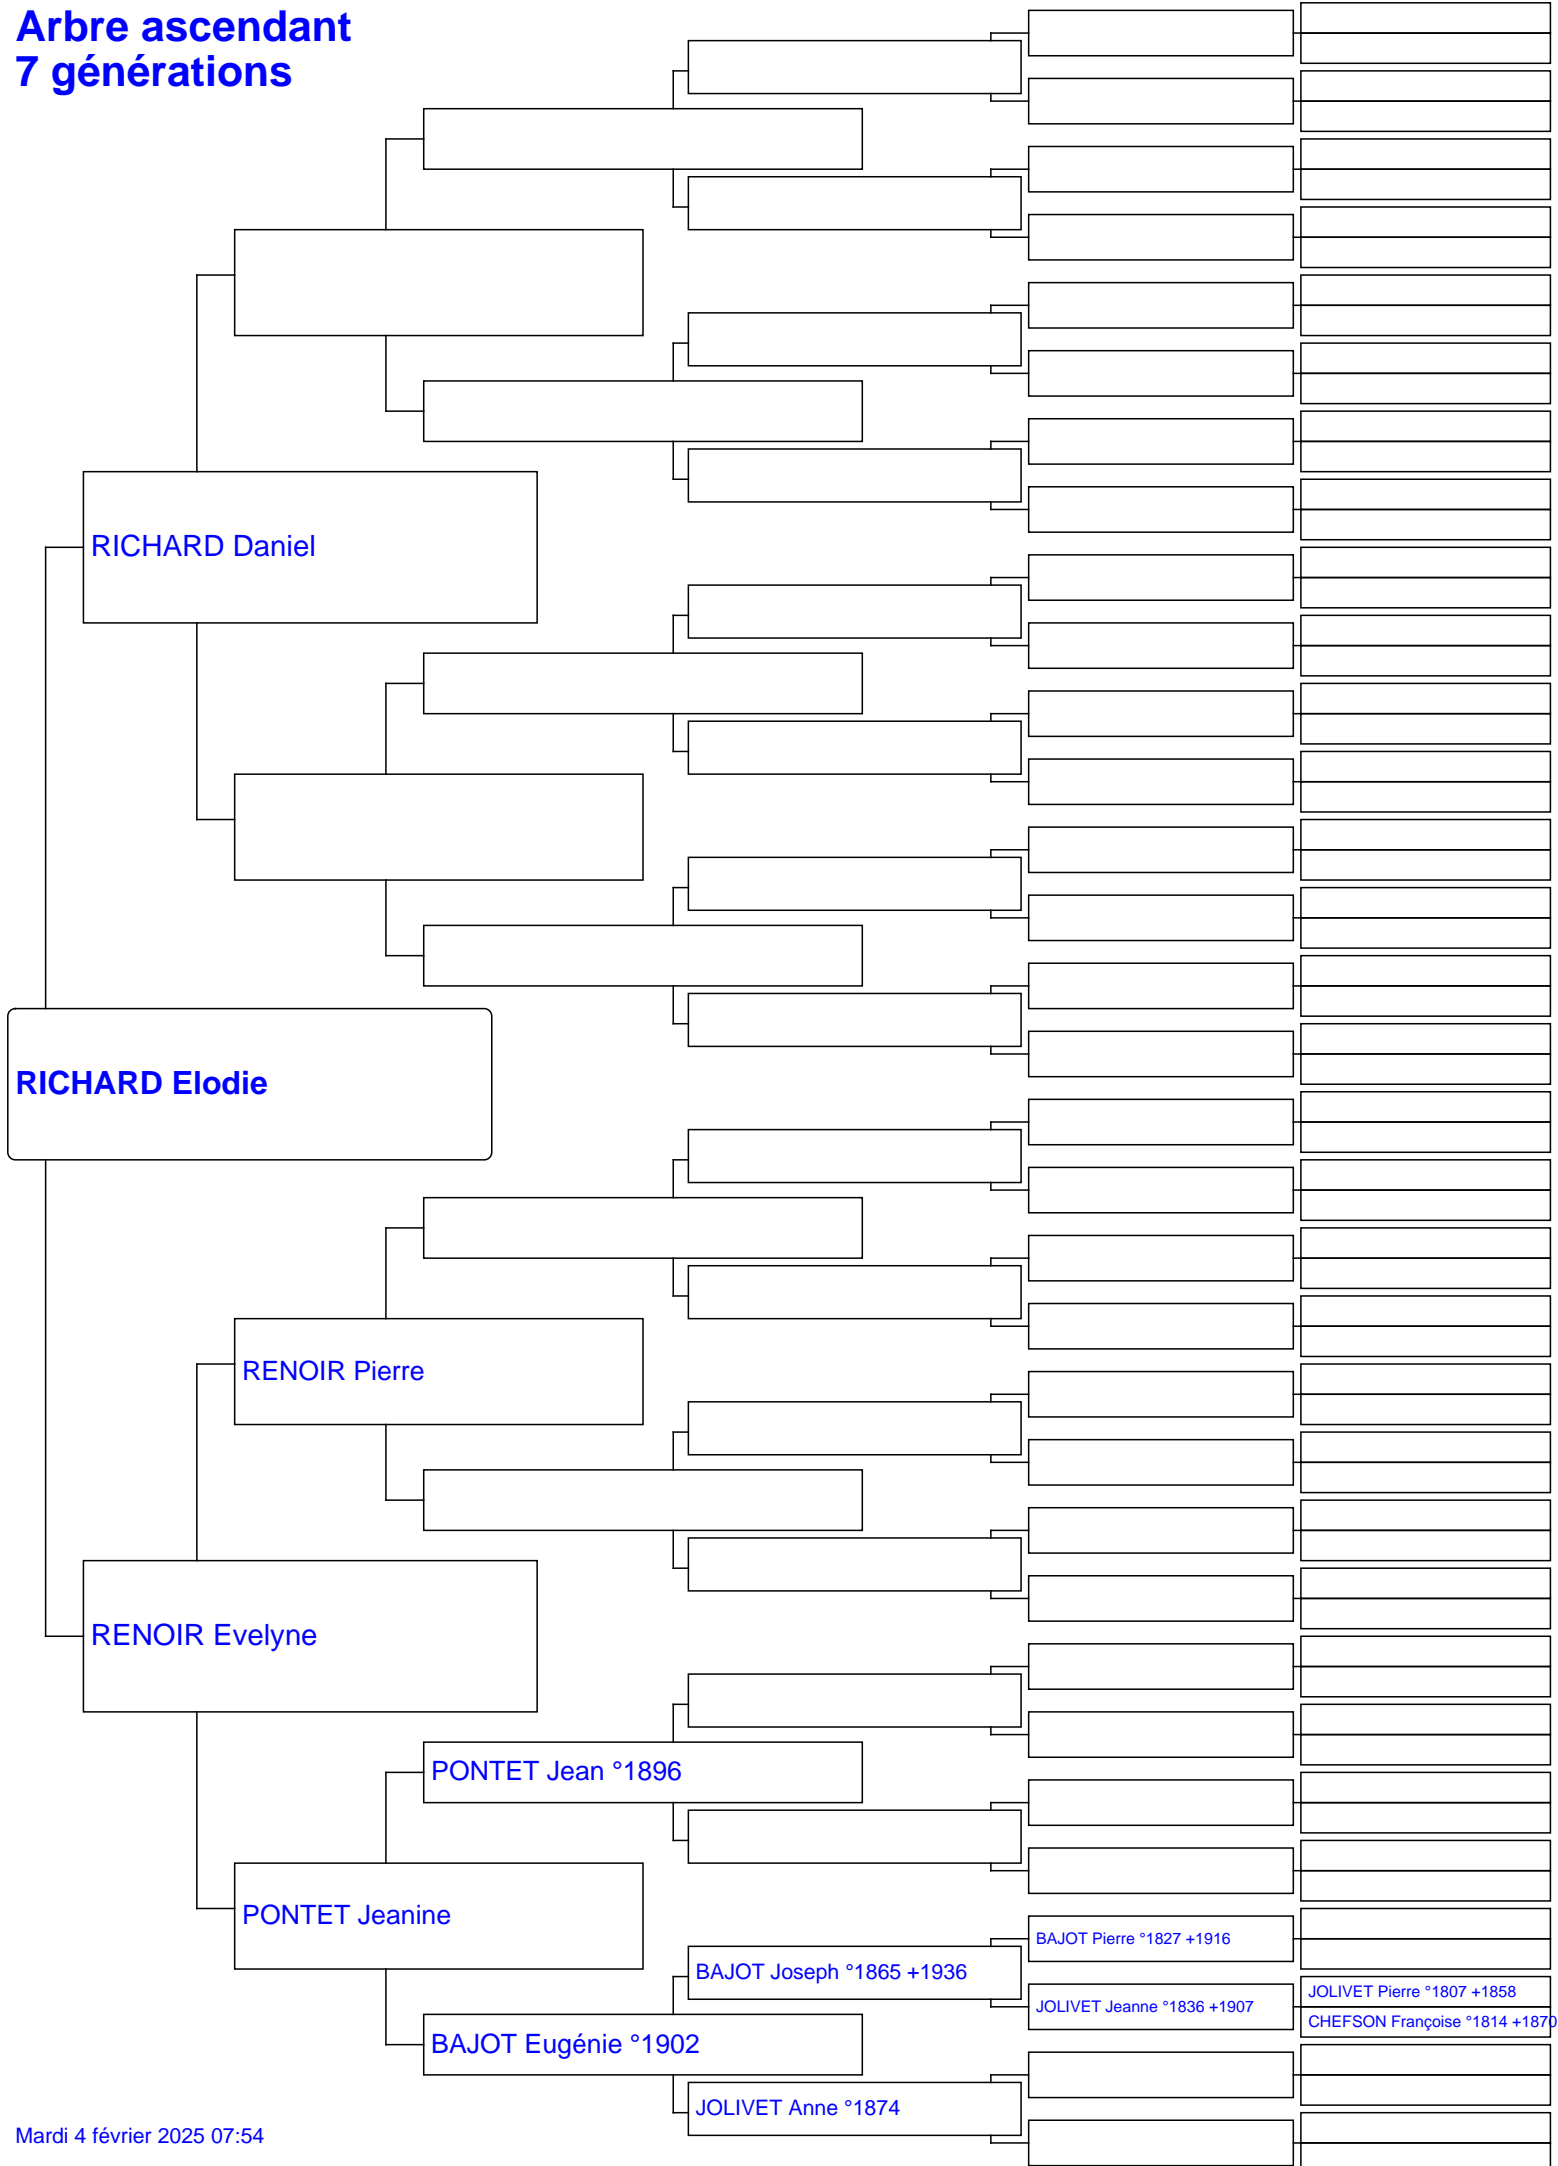 Arbre ascendant
7 générations
RICHARD Daniel
RICHARD Elodie
RENOIR Pierre
RENOIR Evelyne
PONTET Jean °1896
PONTET Jeanine
BAJOT Pierre °1827 +1916
BAJOT Joseph °1865 +1936
JOLIVET Pierre °1807 +1858
JOLIVET Jeanne °1836 +1907
CHEFSON Françoise °1814 +1870
BAJOT Eugénie °1902
JOLIVET Anne °1874
Mardi 4 février 2025 07:54